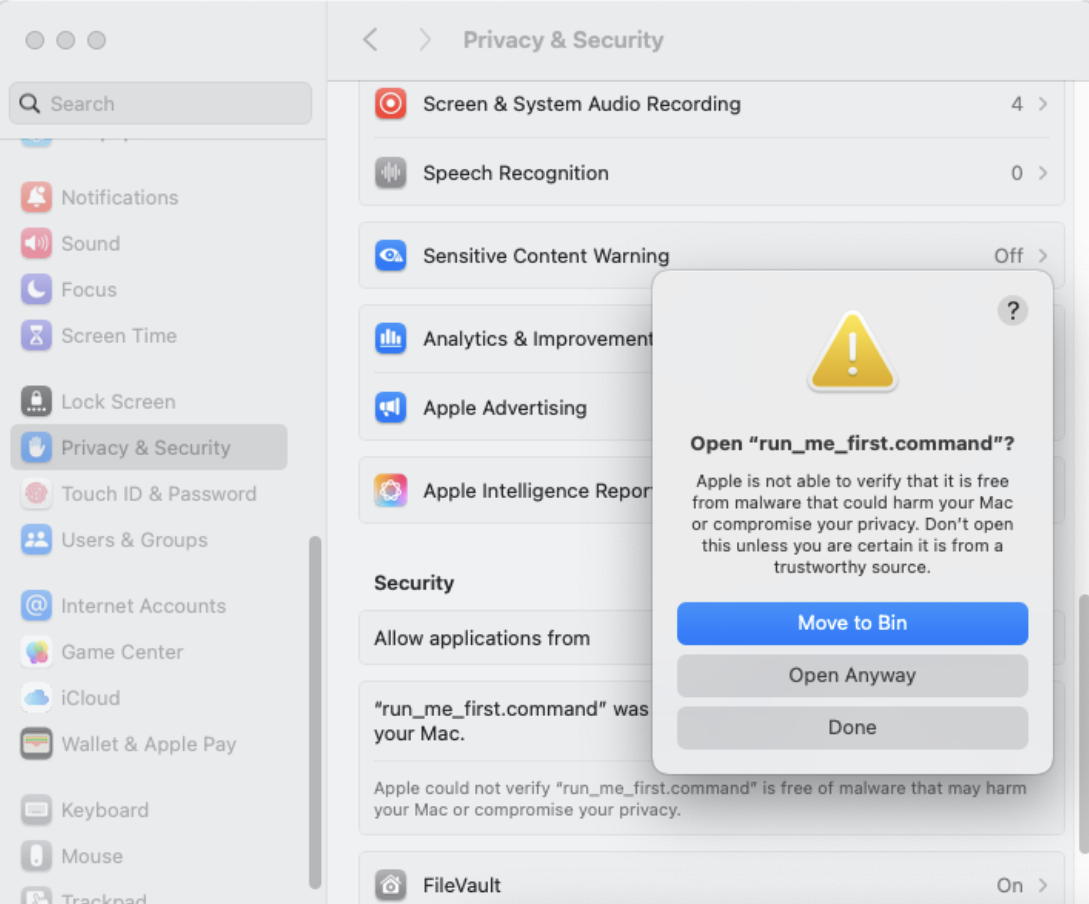 Privacy & Security
Search
Notifications
Sound
Focus
Screen Time
Lock Screen
Privacy & Security
Touch ID & Password
Users & Groups
Internet Accounts
Game Center
iCloud
Wallet & Apple Pay
Keyboard
Mouse
Trackpad
Screen & System Audio Recording 4
Speech Recognition 0
Sensitive Content Warning Off
Analytics & Improvement
Apple Advertising
Apple Intelligence Repor
Security
Allow applications from
“run_me_first.command” was
your Mac.
Apple could not verify “run_me_first.command” is free of malware that may harm
your Mac or compromise your privacy.
FileVault On
?
Open “run_me_first.command”?
Apple is not able to verify that it is free
from malware that could harm your Mac
or compromise your privacy. Don’t open
this unless you are certain it is from a
trustworthy source.
Move to Bin
Open Anyway
Done